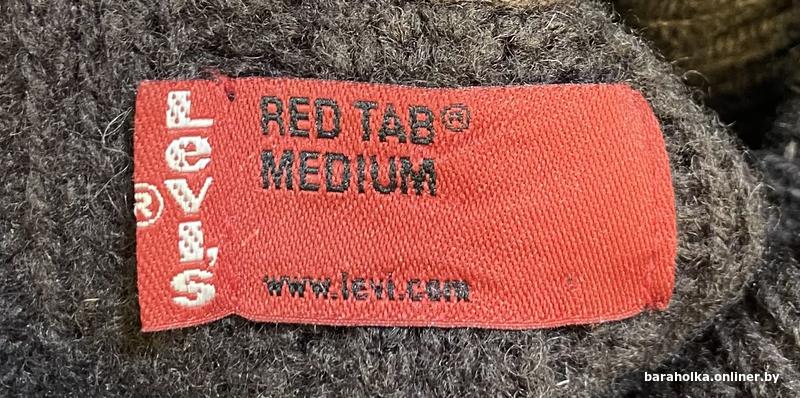 Levi's
®
RED TAB®
MEDIUM
www.levi.com
baraholka.onliner.by